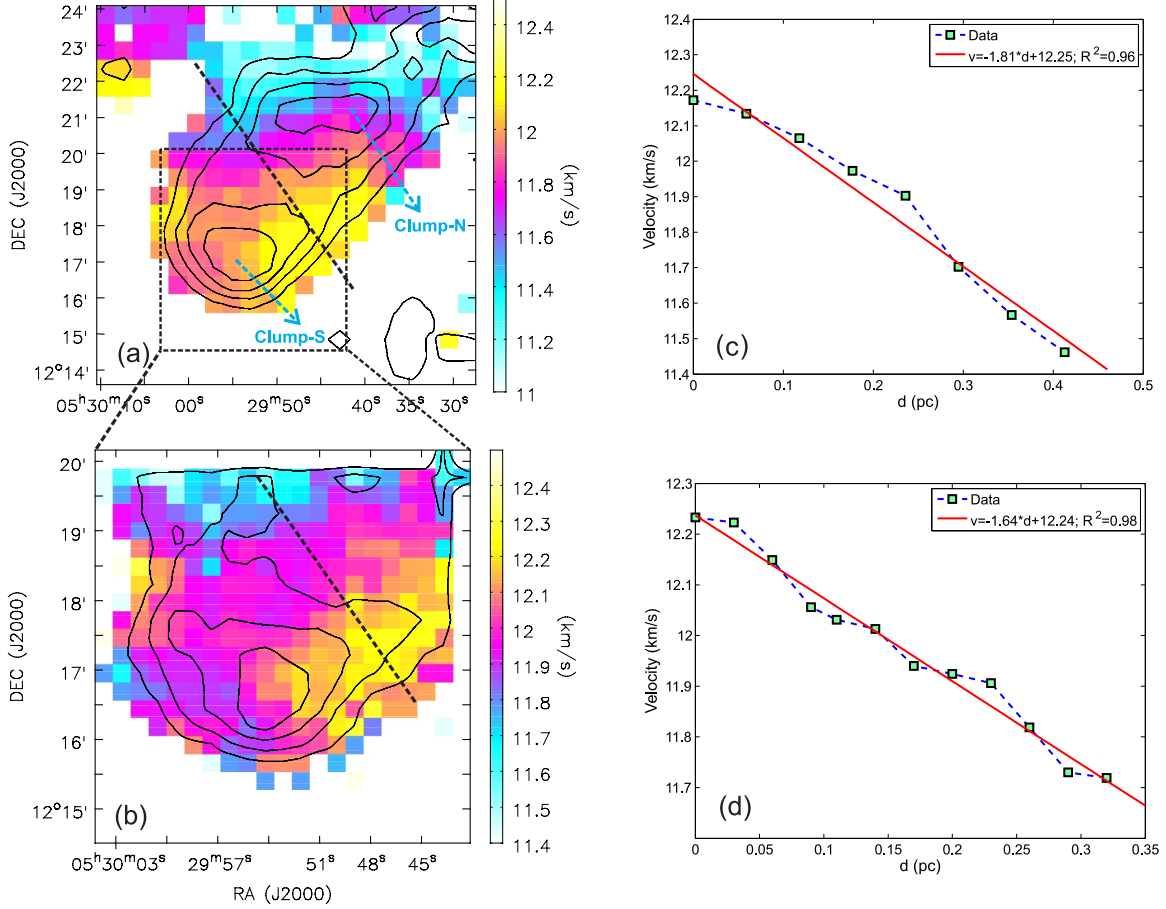 24'
23'
22'
21'
20'
19'
18'
17'
16'
15'
12°14'
DEC (J2000)
(a)
Clump-N
Clump-S
05ʰ30ᵐ10ˢ 00ˢ 29ᵐ50ˢ 40ˢ 35ˢ 30ˢ
12.4
12.2
12
11.8
11.6
11.4
11.2
11
(km/s)
20'
19'
18'
17'
16'
12°15'
DEC (J2000)
(b)
05ʰ30ᵐ03ˢ 29ᵐ57ˢ 51ˢ 48ˢ 45ˢ
RA (J2000)
12.4
12.3
12.2
12.1
12
11.9
11.8
11.7
11.6
11.5
11.4
(km/s)
(c)
Data
v=-1.81*d+12.25; R²=0.96
12.4
12.3
12.2
12.1
12
11.9
11.8
11.7
11.6
11.5
11.4
Velocity (km/s)
0 0.1 0.2 0.3 0.4 0.5
d (pc)
(d)
Data
v=-1.64*d+12.24; R²=0.98
12.3
12.2
12.1
12
11.9
11.8
11.7
Velocity (km/s)
0 0.05 0.1 0.15 0.2 0.25 0.3 0.35
d (pc)